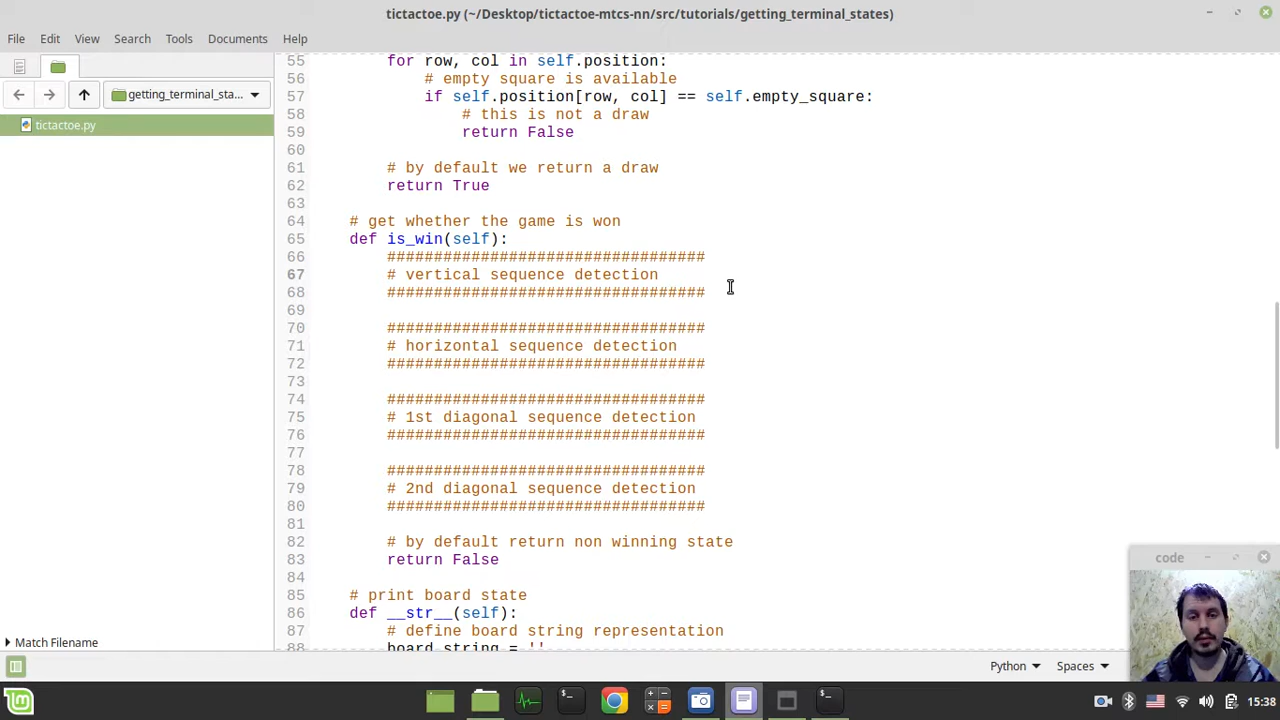 tictactoe.py (~/Desktop/tictactoe-mtcs-nn/src/tutorials/getting_terminal_states)
File Edit View Search Tools Documents Help
getting_terminal_sta...
tictactoe.py
55 for row, col in self.position:
56 # empty square is available
57 if self.position[row, col] == self.empty_square:
58 # this is not a draw
59 return False
60
61 # by default we return a draw
62 return True
63
64 # get whether the game is won
65 def is_win(self):
66 ##################################
67 # vertical sequence detection
68 ##################################
69
70 ##################################
71 # horizontal sequence detection
72 ##################################
73
74 ##################################
75 # 1st diagonal sequence detection
76 ##################################
77
78 ##################################
79 # 2nd diagonal sequence detection
80 ##################################
81
82 # by default return non winning state
83 return False
84
85 # print board state
86 def __str__(self):
87 # define board string representation
88 board_string = ''
code
Match Filename
Python Spaces
15:38